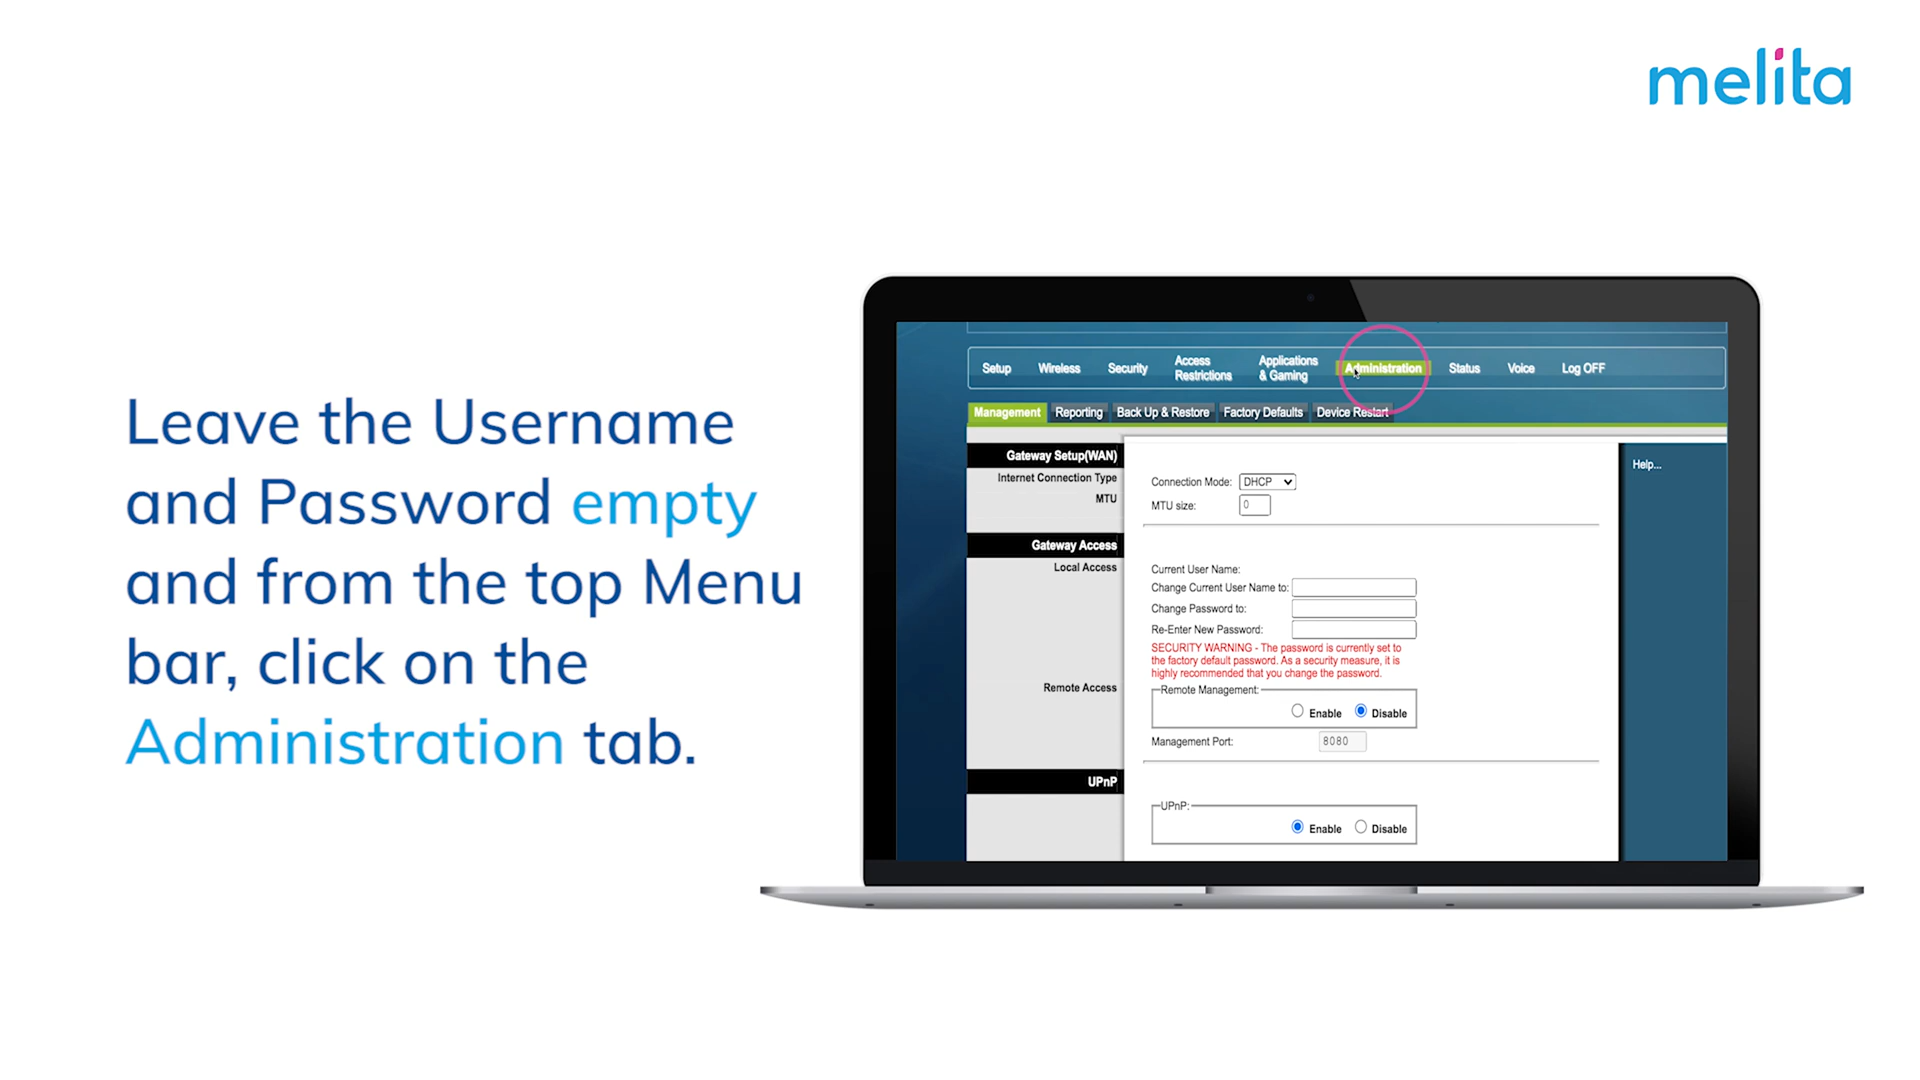 melita
Leave the Username
and Password empty
and from the top Menu
bar, click on the
Administration tab.
Setup Wireless Security Access Restrictions Applications & Gaming Administration Status Voice Log OFF
Management Reporting Back Up & Restore Factory Defaults Device Restart
Gateway Setup(WAN)
Internet Connection Type
MTU
Connection Mode: DHCP
MTU size: 0
Help...
Gateway Access
Local Access
Current User Name:
Change Current User Name to:
Change Password to:
Re-Enter New Password:
SECURITY WARNING - The password is currently set to
the factory default password. As a security measure, it is
highly recommended that you change the password.
Remote Access
Remote Management:
Enable Disable
Management Port: 8080
UPnP
UPnP:
Enable Disable